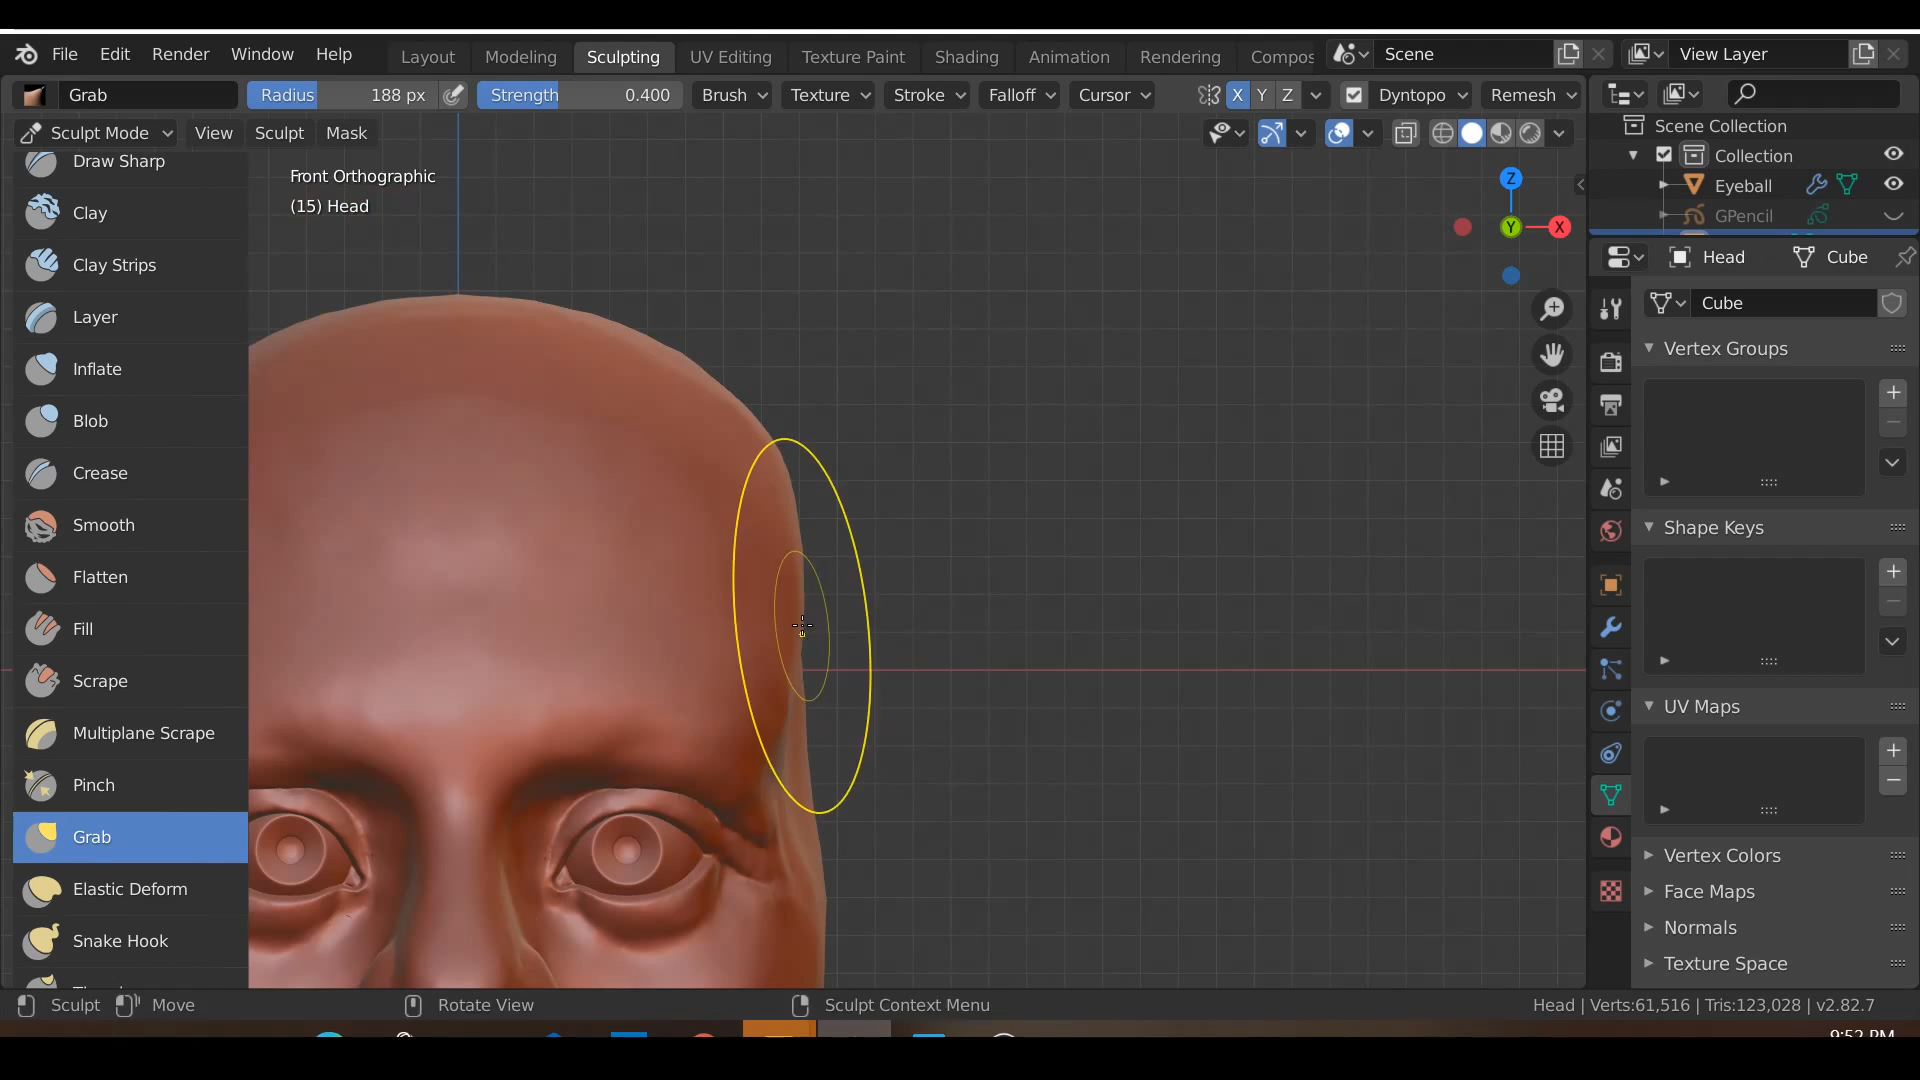 File Edit Render Window Help Layout Modeling Sculpting UV Editing Texture Paint Shading Animation Rendering Compos Scene View Layer
Grab Radius 188 px Strength 0.400 Brush Texture Stroke Falloff Cursor X Y Z Dyntopo Remesh
Sculpt Mode View Sculpt Mask
Scene Collection
Collection
Eyeball
GPencil
Head Cube
Cube
Front Orthographic
(15) Head
Z
Y
X
Draw Sharp
Clay
Clay Strips
Layer
Inflate
Blob
Crease
Smooth
Flatten
Fill
Scrape
Multiplane Scrape
Pinch
Grab
Elastic Deform
Snake Hook
Vertex Groups
Shape Keys
UV Maps
Vertex Colors
Face Maps
Normals
Texture Space
Sculpt Move Rotate View Sculpt Context Menu Head | Verts:61,516 | Tris:123,028 | v2.82.7
9:52 PM